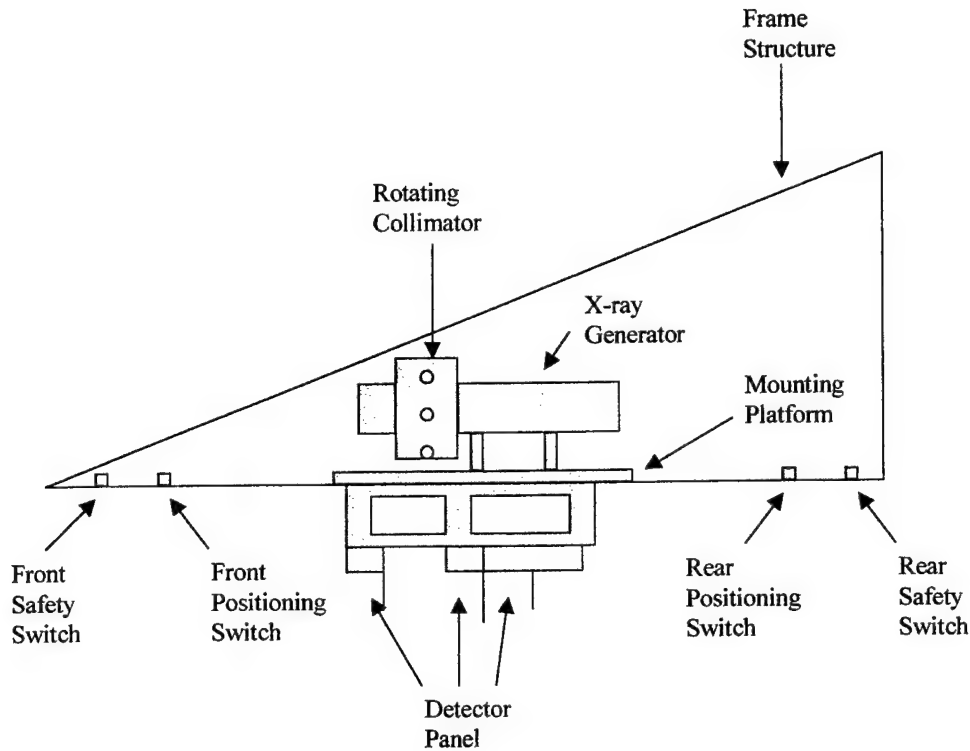 Frame
Structure
Rotating
Collimator
X-ray
Generator
Mounting
Platform
Front
Safety
Switch
Front
Positioning
Switch
Rear
Positioning
Switch
Rear
Safety
Switch
Detector
Panel